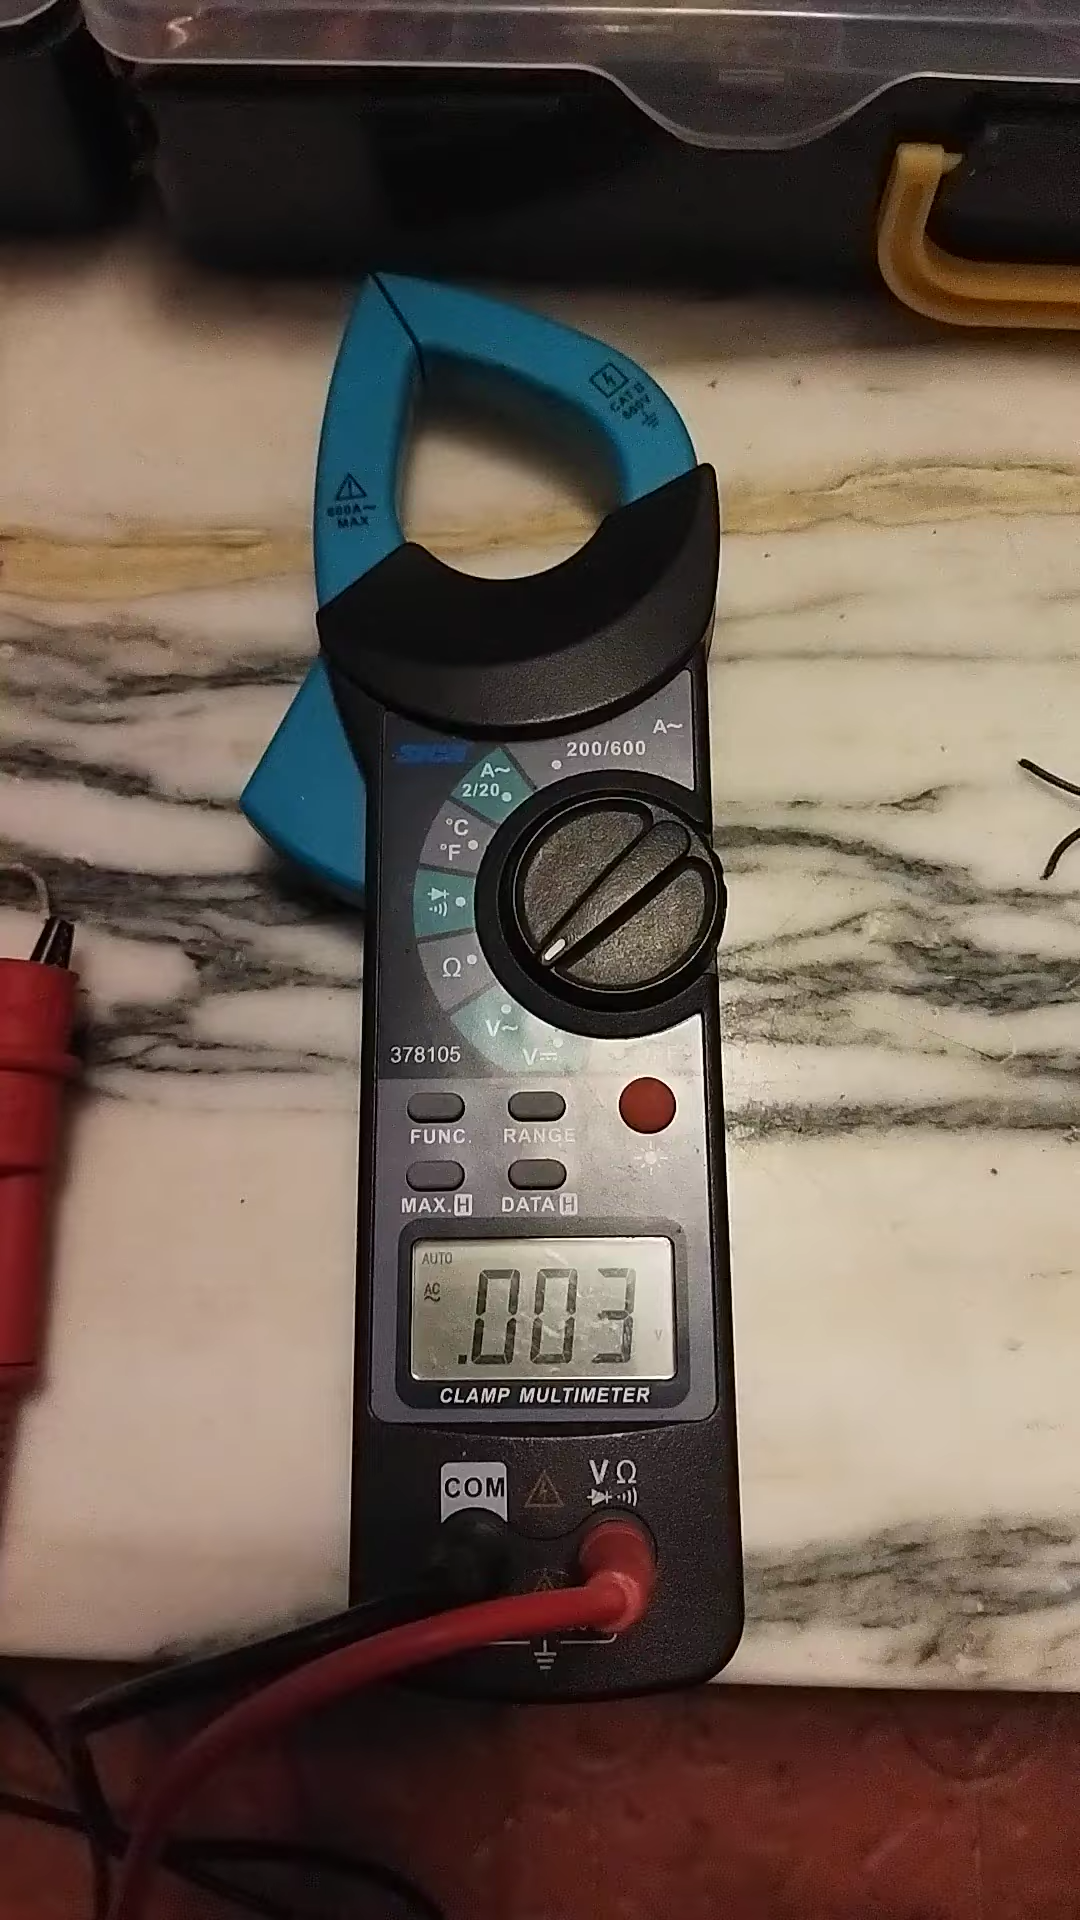 CAT II
600V
600A~
MAX
A~
200/600
A~
2/20
°C
°F
Ω
V~
V
378105
FUNC. RANGE
MAX. H DATA H
AUTO
AC
.003
V
CLAMP MULTIMETER
COM
VΩ